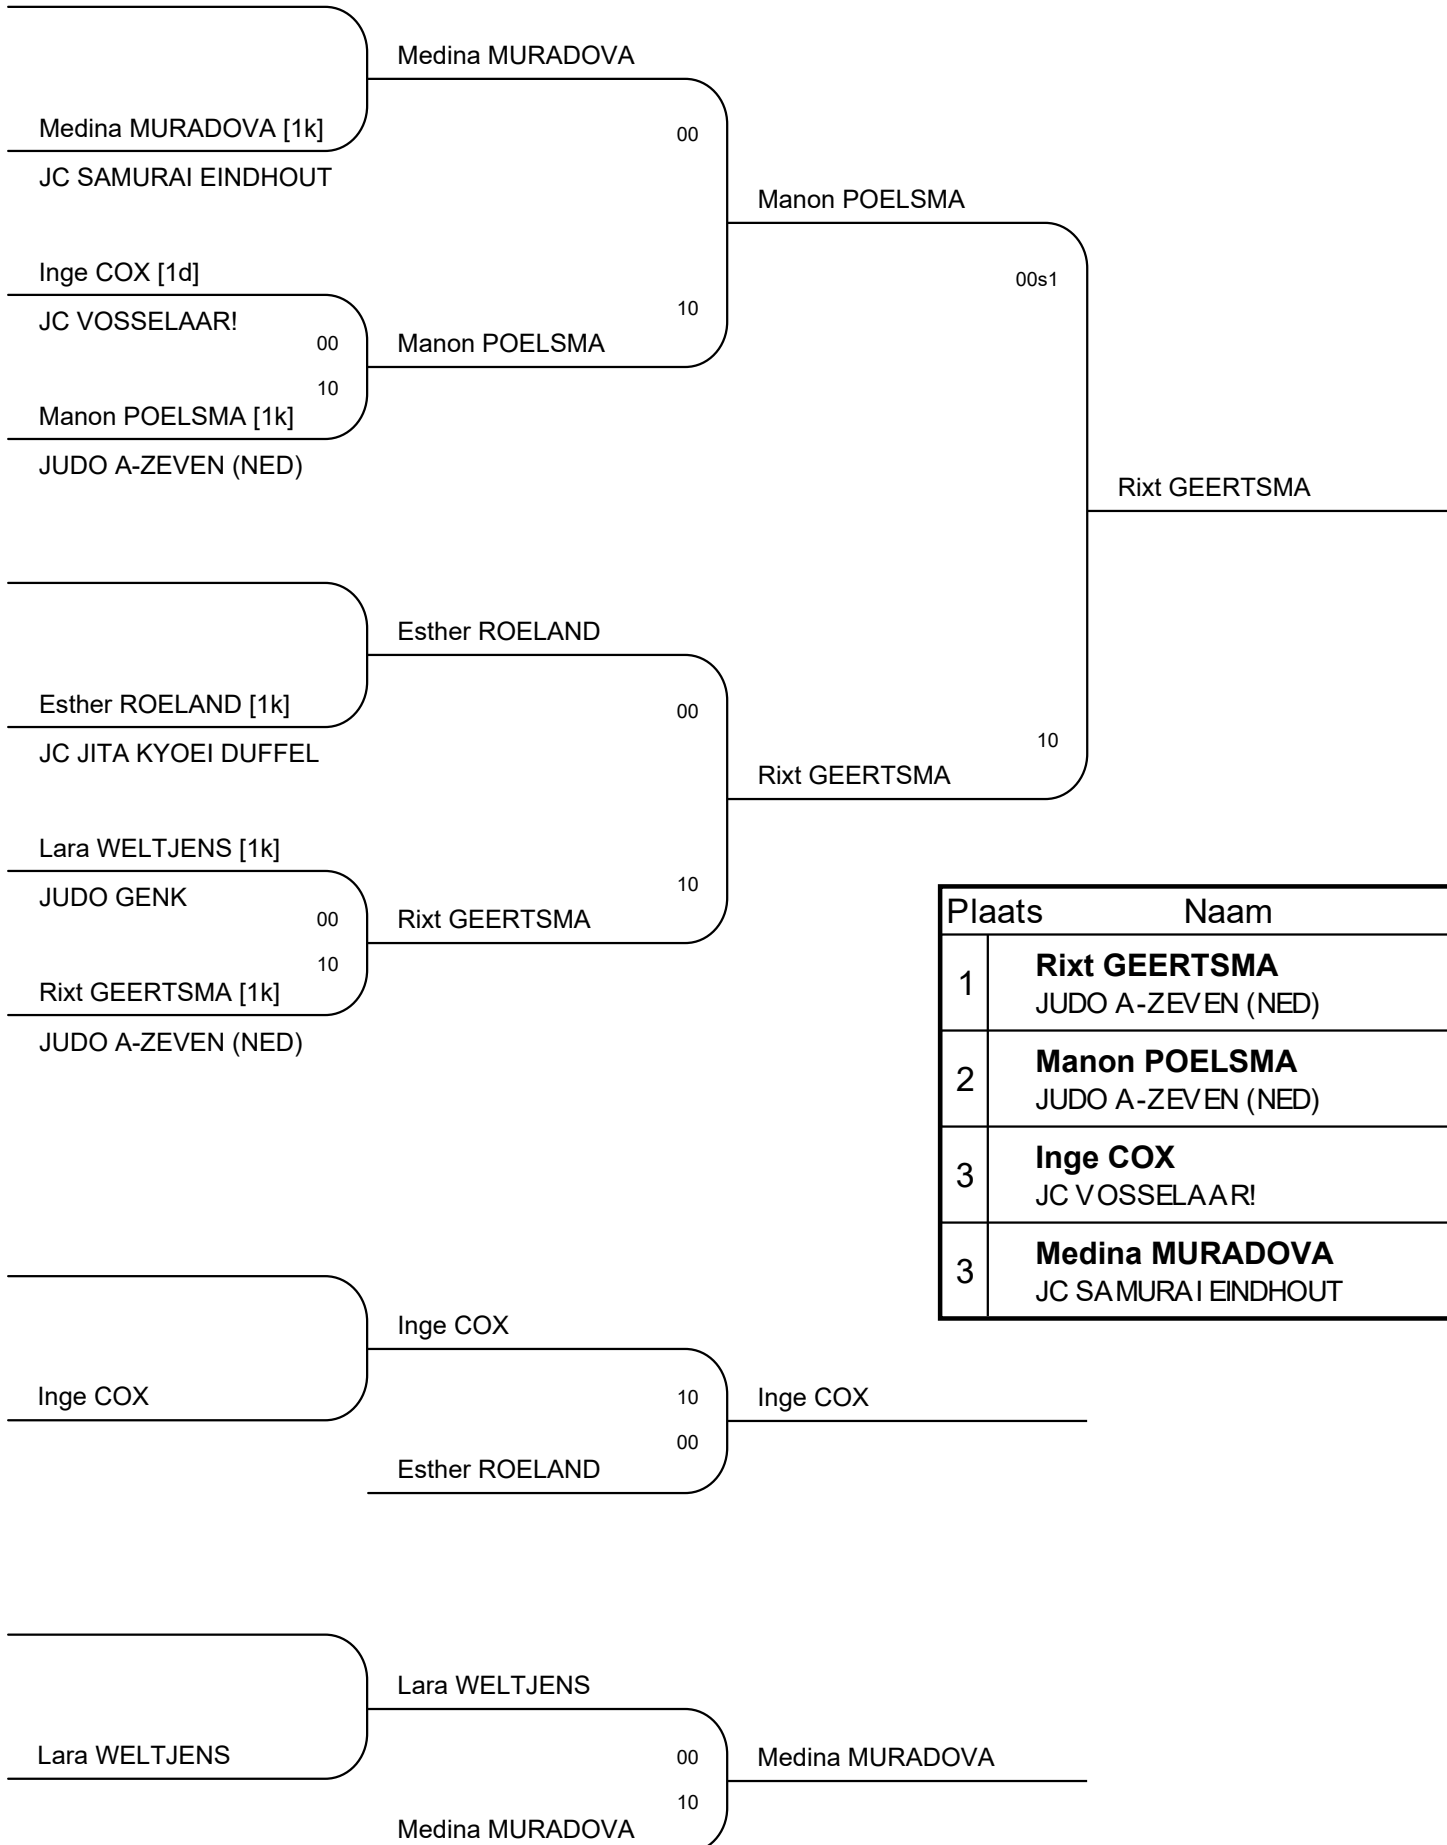 Medina MURADOVA
Medina MURADOVA [1k]
00
JC SAMURAI EINDHOUT
Manon POELSMA
Inge COX [1d]
00s1
JC VOSSELAAR!
10
00
Manon POELSMA
10
Manon POELSMA [1k]
JUDO A-ZEVEN (NED)
Rixt GEERTSMA
Esther ROELAND
Esther ROELAND [1k]
00
JC JITA KYOEI DUFFEL
10
Rixt GEERTSMA
Lara WELTJENS [1k]
10
JUDO GENK
00
Rixt GEERTSMA
10
Rixt GEERTSMA [1k]
JUDO A-ZEVEN (NED)
Plaats Naam
1 Rixt GEERTSMA
JUDO A-ZEVEN (NED)
2 Manon POELSMA
JUDO A-ZEVEN (NED)
3 Inge COX
JC VOSSELAAR!
3 Medina MURADOVA
JC SAMURAI EINDHOUT
Inge COX
Inge COX
10
Inge COX
00
Esther ROELAND
Lara WELTJENS
Lara WELTJENS
00
Medina MURADOVA
10
Medina MURADOVA